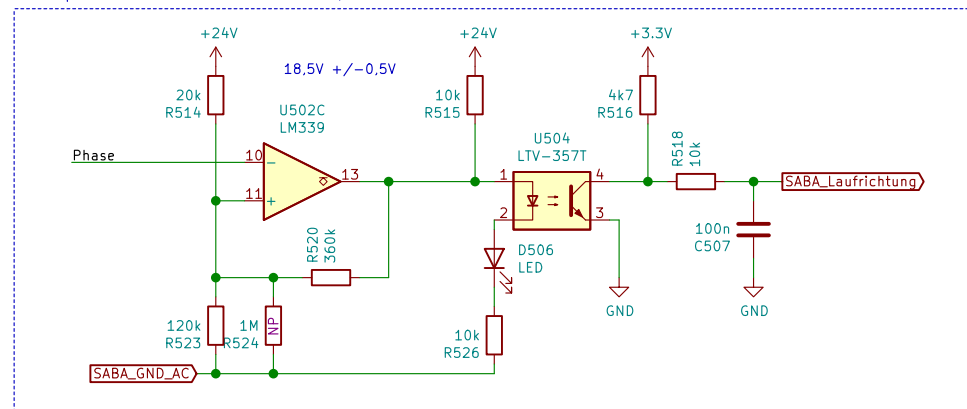 +24V
+24V
+3.3V
18,5V +/-0,5V
20k
R514
U502C
LM339
10k
R515
4k7
R516
U504
LTV-357T
R518
10k
Phase
10
11
13
1
2
4
3
SABA_Laufrichtung
R520
360k
D506
LED
100n
C507
GND
GND
120k
R523
1M
R524
NP
10k
R526
SABA_GND_AC